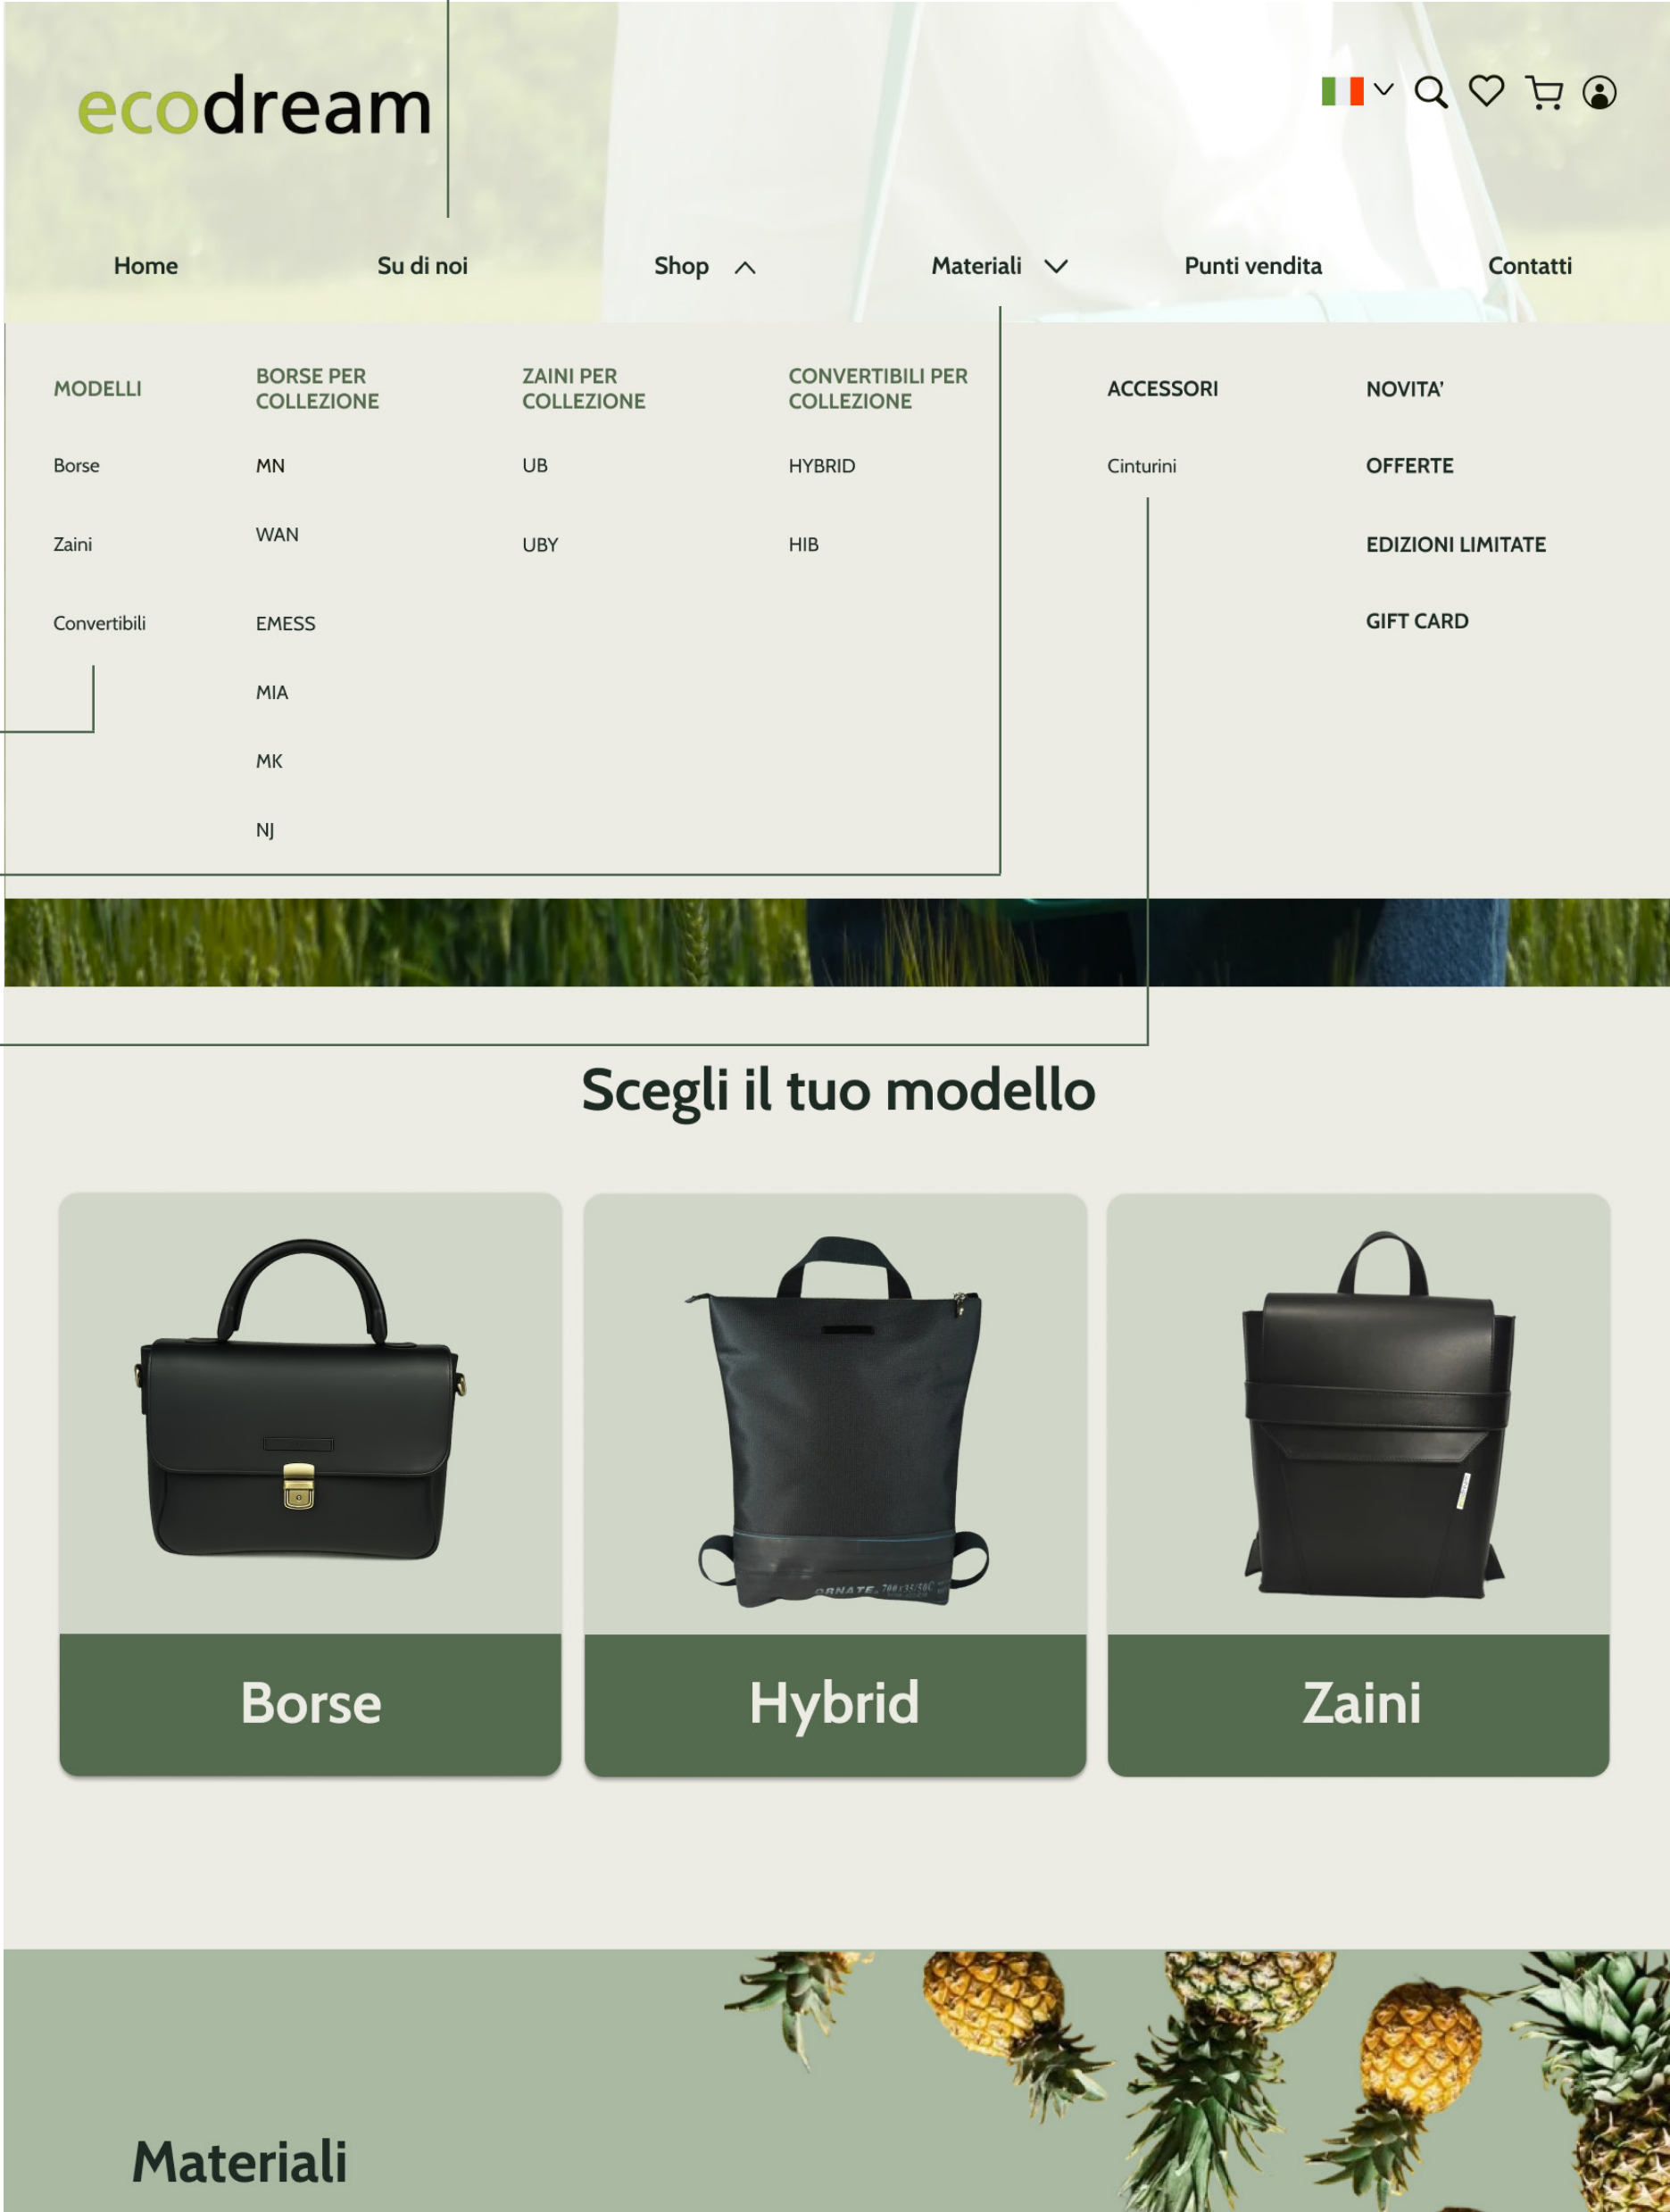 ecodream
Home Su di noi Shop Materiali Punti vendita Contatti
MODELLI
Borse
Zaini
Convertibili
BORSE PER
COLLEZIONE
MN
WAN
EMESS
MIA
MK
NJ
ZAINI PER
COLLEZIONE
UB
UBY
CONVERTIBILI PER
COLLEZIONE
HYBRID
HIB
ACCESSORI
Cinturini
NOVITA’
OFFERTE
EDIZIONI LIMITATE
GIFT CARD
Scegli il tuo modello
Borse
Hybrid
Zaini
Materiali